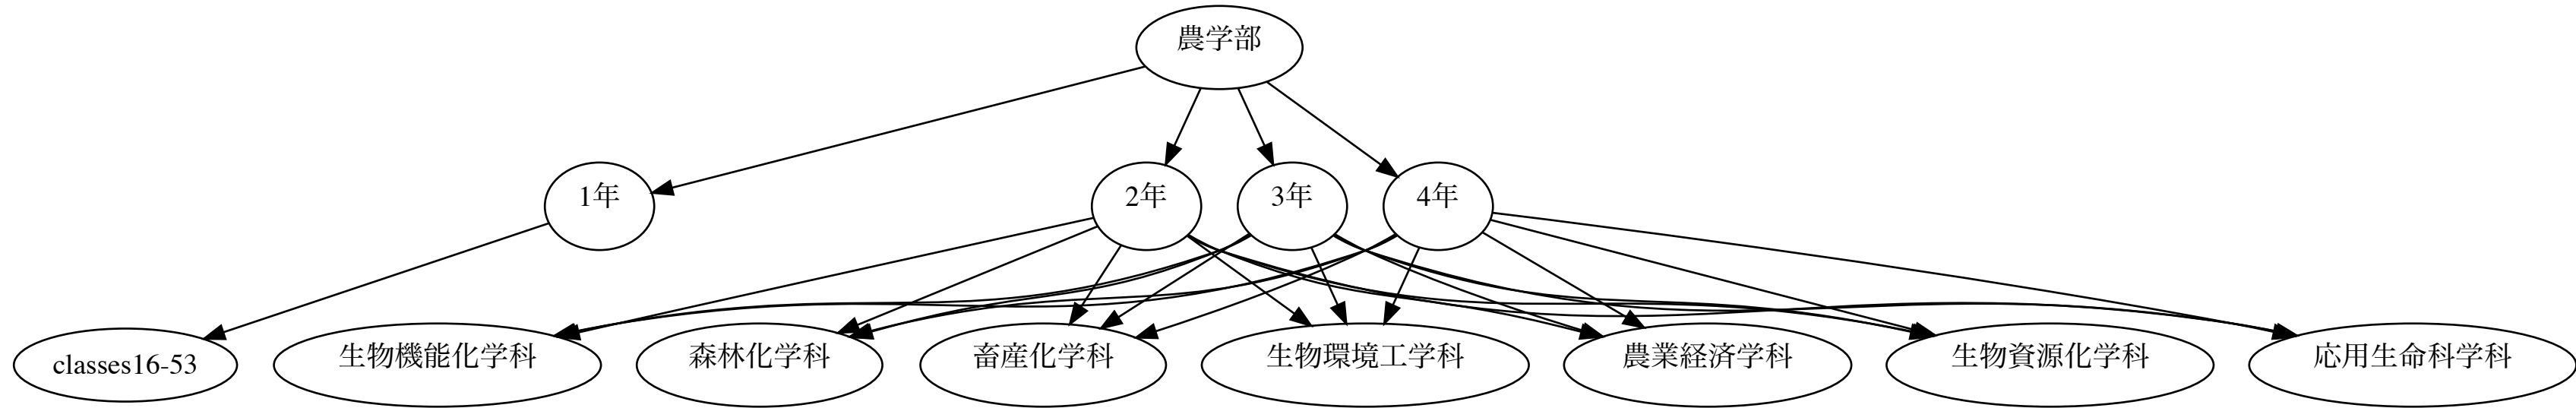 農学部
1年
2年
3年
4年
classes16-53
生物機能化学科
森林化学科
畜産化学科
生物環境工学科
農業経済学科
生物資源化学科
応用生命科学科